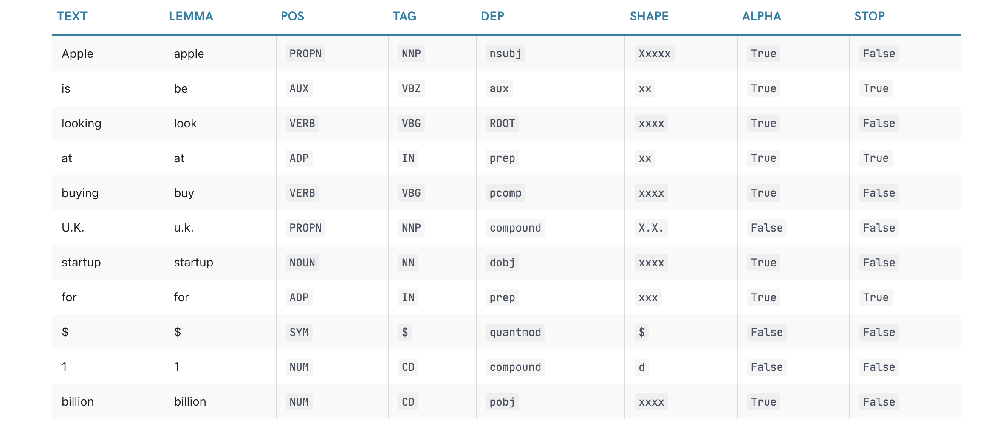 TEXT LEMMA POS TAG DEP SHAPE ALPHA STOP
Apple apple PROPN NNP nsubj Xxxxx True False
is be AUX VBZ aux xx True True
looking look VERB VBG ROOT xxxx True False
at at ADP IN prep xx True True
buying buy VERB VBG pcomp xxxx True False
U.K. u.k. PROPN NNP compound X.X. False False
startup startup NOUN NN dobj xxxx True False
for for ADP IN prep xxx True True
$ $ SYM $ quantmod $ False False
1 1 NUM CD compound d False False
billion billion NUM CD pobj xxxx True False